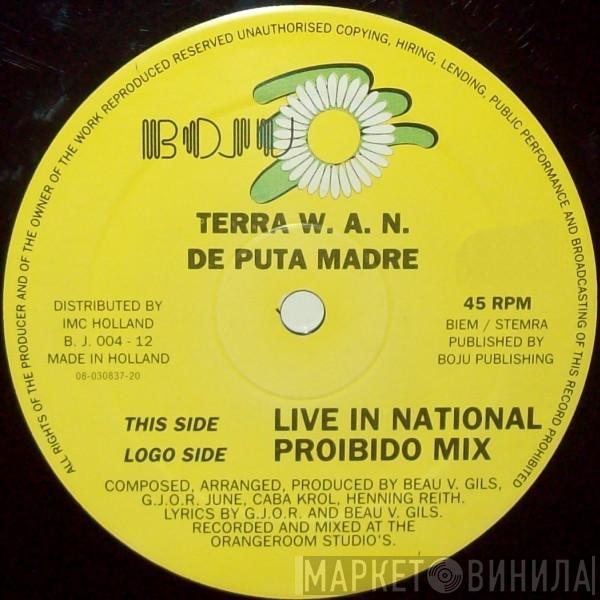 ALL RIGHTS OF THE PRODUCER AND OF THE OWNER OF THE WORK REPRODUCED RESERVED UNAUTHORISED COPYING, HIRING, LENDING, PUBLIC PERFORMANCE AND BROADCASTING OF THIS RECORD PROHIBITED
BOJU
TERRA W. A. N.
DE PUTA MADRE
DISTRIBUTED BY
IMC HOLLAND
B. J. 004 - 12
MADE IN HOLLAND
08-030837-20
45 RPM
BIEM / STEMRA
PUBLISHED BY
BOJU PUBLISHING
THIS SIDE LIVE IN NATIONAL
LOGO SIDE PROIBIDO MIX
COMPOSED, ARRANGED, PRODUCED BY BEAU V. GILS,
G.J.O.R. JUNE, CABA KROL, HENNING REITH.
LYRICS BY G.J.O.R. AND BEAU V. GILS.
RECORDED AND MIXED AT THE
ORANGEROOM STUDIO'S.
МАРКЕТ ВИНИЛА